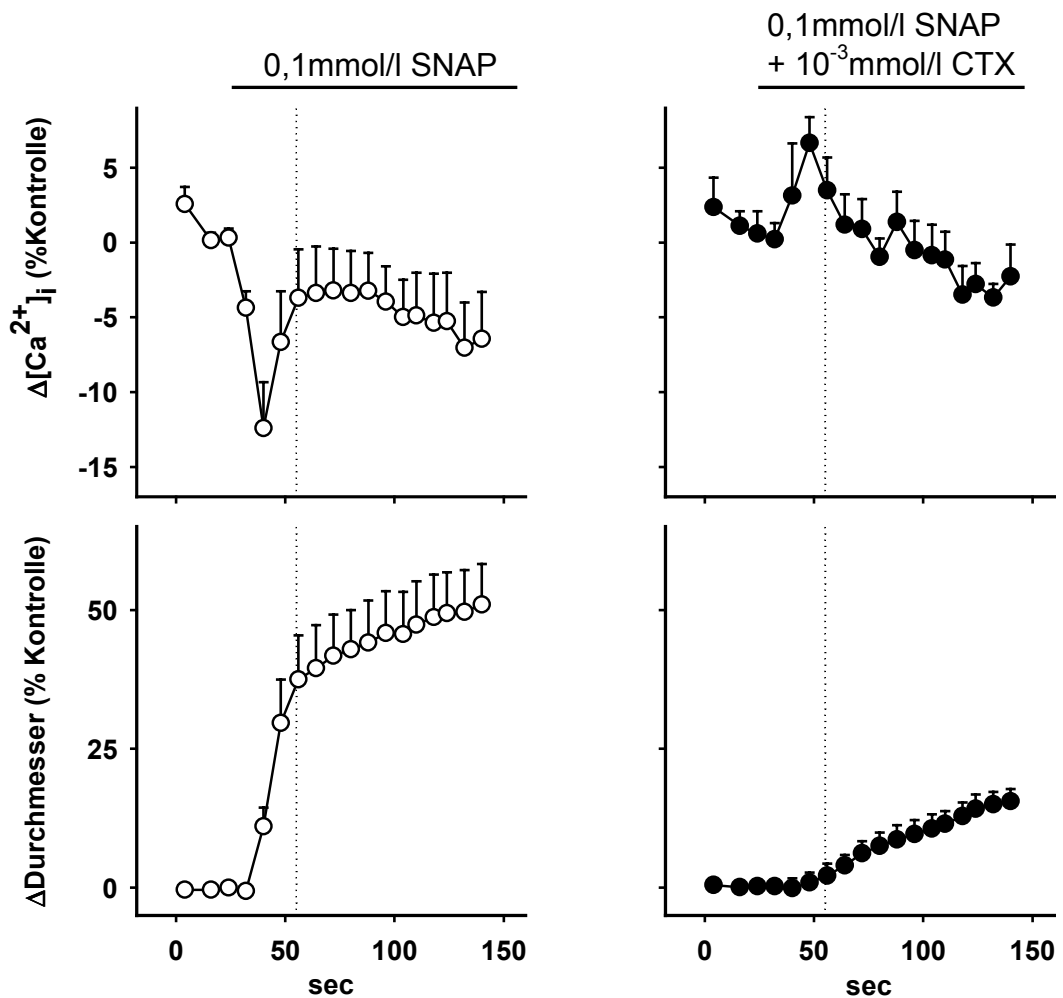 0,1mmol/l SNAP
0,1mmol/l SNAP
+ 10⁻³mmol/l CTX
Δ[Ca²⁺]ᵢ (%Kontrolle)
5
0
-5
-10
-15
ΔDurchmesser (% Kontrolle)
50
25
0
0 50 100 150
sec
0 50 100 150
sec